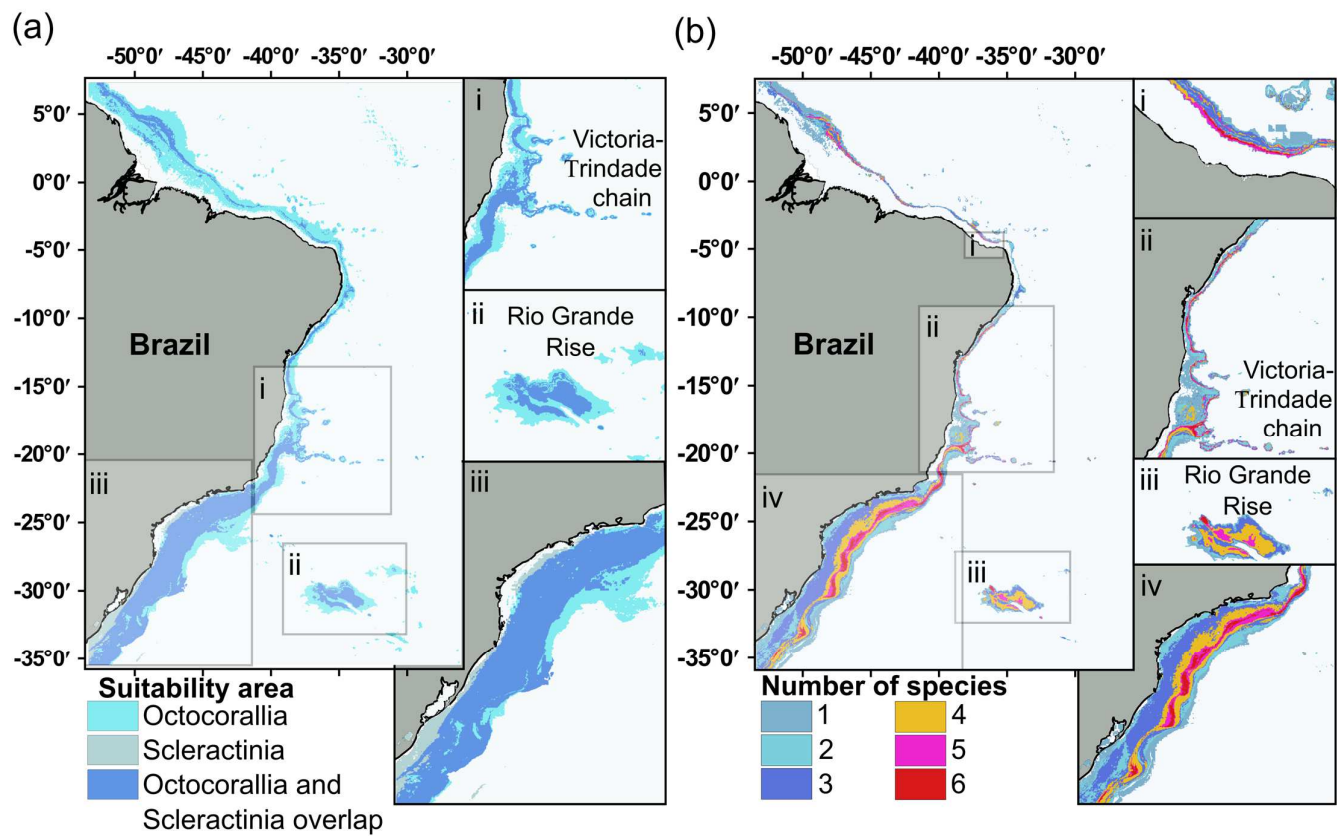 (a)
-50°0′ -45°0′ -40°0′ -35°0′ -30°0′
5°0′
0°0′
-5°0′
-10°0′
-15°0′
-20°0′
-25°0′
-30°0′
-35°0′
Brazil
i
ii
iii
i
Victoria-
Trindade
chain
ii Rio Grande
Rise
iii
Suitability area
Octocorallia
Scleractinia
Octocorallia and
Scleractinia overlap
(b)
-50°0′ -45°0′ -40°0′ -35°0′ -30°0′
5°0′
0°0′
-5°0′
-10°0′
-15°0′
-20°0′
-25°0′
-30°0′
-35°0′
Brazil
i
ii
iii
iv
i
ii
Victoria-
Trindade
chain
iii Rio Grande
Rise
iv
Number of species
1 4
2 5
3 6